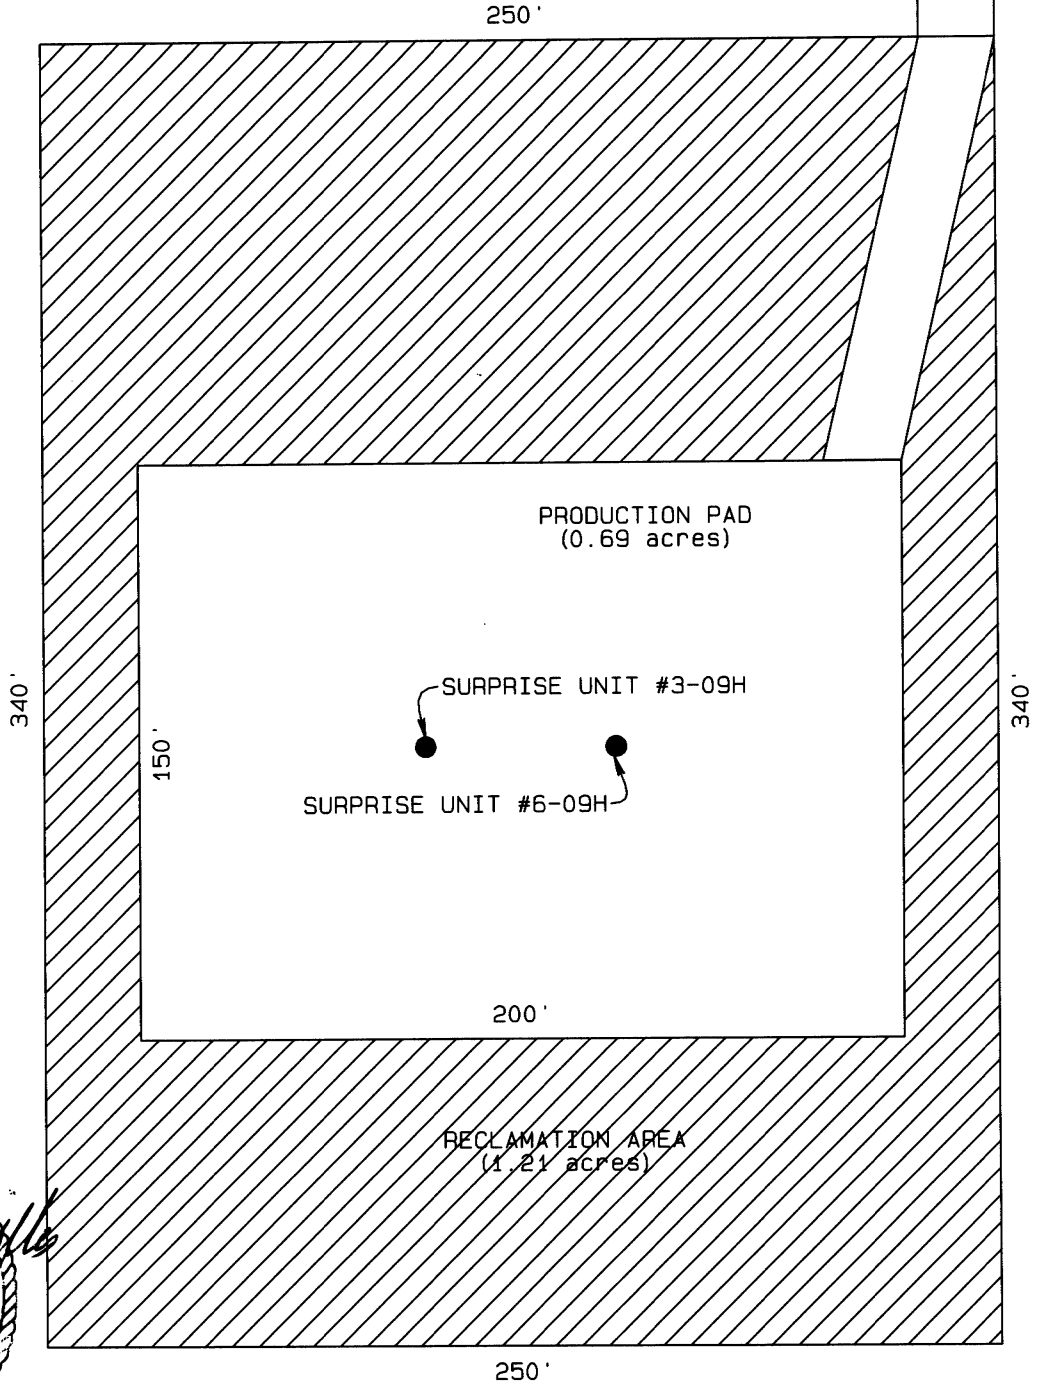 250'
PRODUCTION PAD
(0.69 acres)
SURPRISE UNIT #3-09H
340'
150'
340'
SURPRISE UNIT #6-09H
200'
RECLAMATION AREA
(1.21 acres)
250'